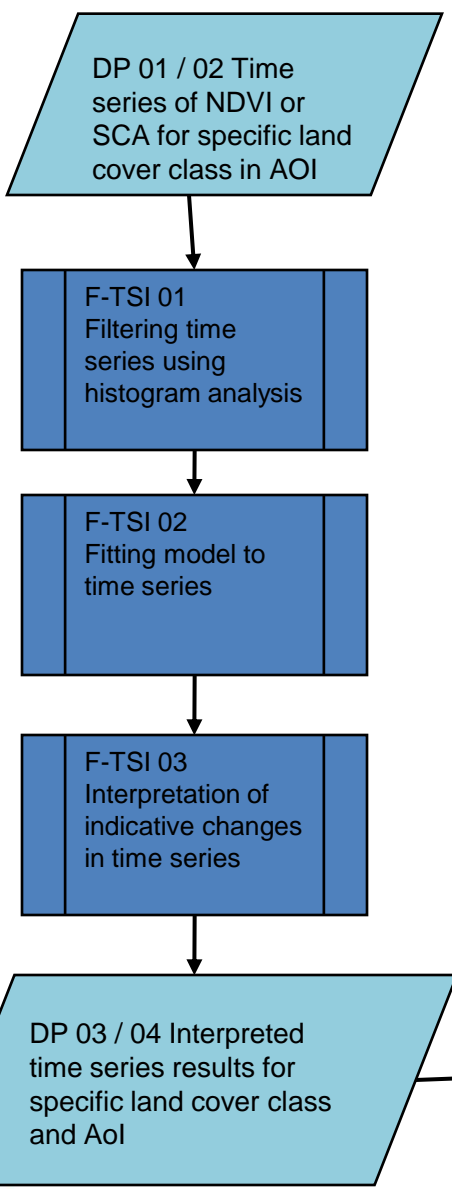 DP 01 / 02 Time
series of NDVI or
SCA for specific land
cover class in AOI
F-TSI 01
Filtering time
series using
histogram analysis
F-TSI 02
Fitting model to
time series
F-TSI 03
Interpretation of
indicative changes
in time series
DP 03 / 04 Interpreted
time series results for
specific land cover class
and AoI